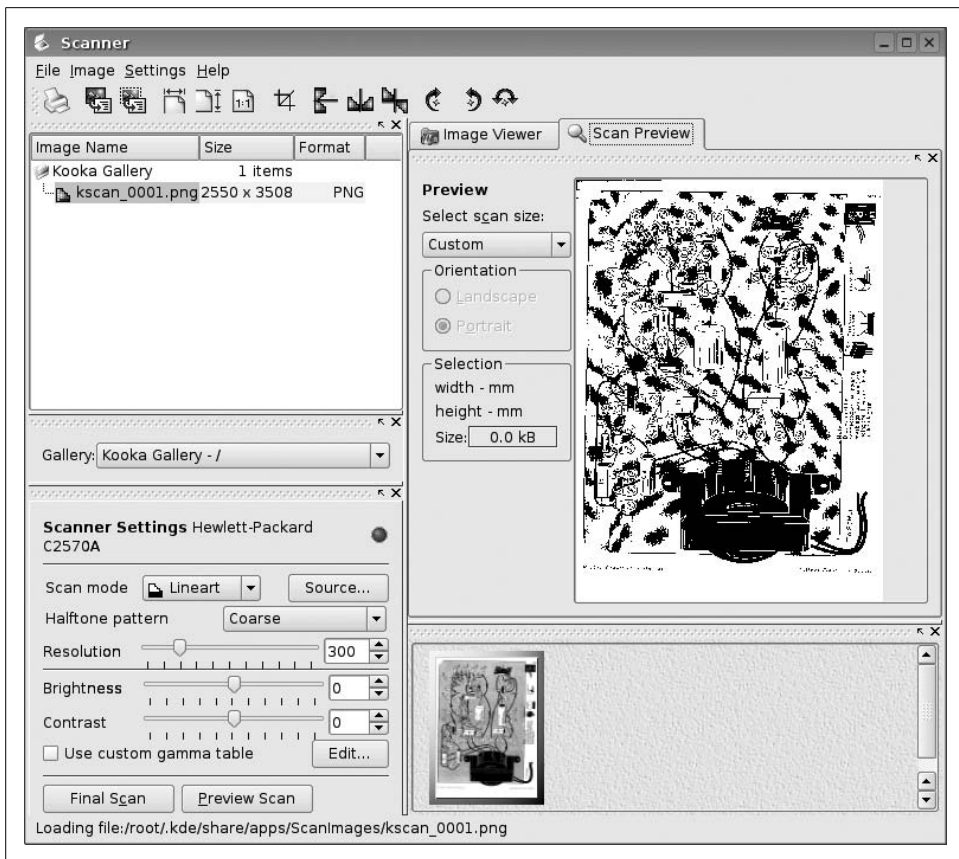 Scanner
File Image Settings Help
1:1
Image Name Size Format
Kooka Gallery 1 items
kscan_0001.png 2550 x 3508 PNG
Gallery: Kooka Gallery - /
Scanner Settings Hewlett-Packard
C2570A
Scan mode Lineart Source...
Halftone pattern Coarse
Resolution 300
Brightness 0
Contrast 0
Use custom gamma table Edit...
Final Scan Preview Scan
Image Viewer Scan Preview
Preview
Select scan size:
Custom
Orientation
Landscape
Portrait
Selection
width - mm
height - mm
Size: 0.0 kB
Loading file:/root/.kde/share/apps/ScanImages/kscan_0001.png